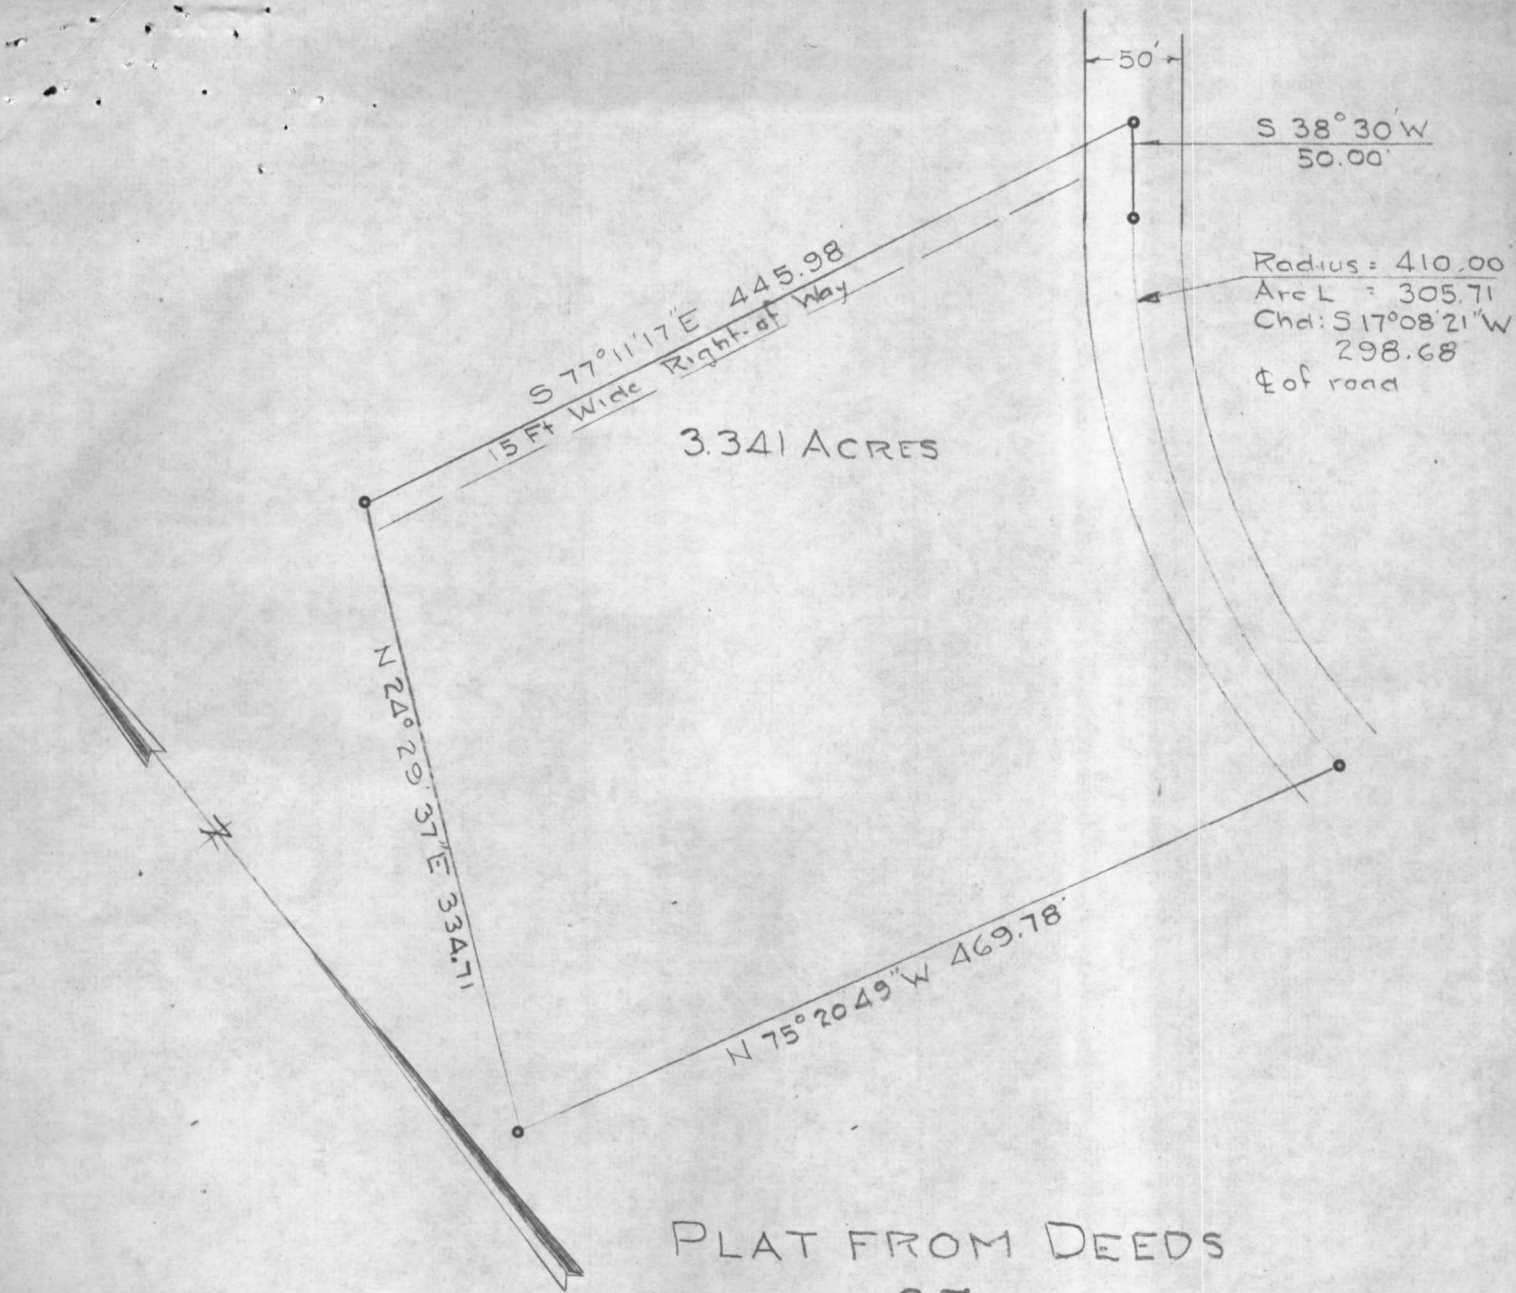 50'
S 38°30'W
50.00'
Radius = 410.00
Arc L = 305.71
Chd: S 17°08'21"W
298.68
℄ of road
S 77°11'17"E 445.98
15 Ft Wide Right-of Way
3.341 ACRES
N 24°29'37"E 334.71
N
N 75°20'49"W 469.78'
PLAT FROM DEEDS